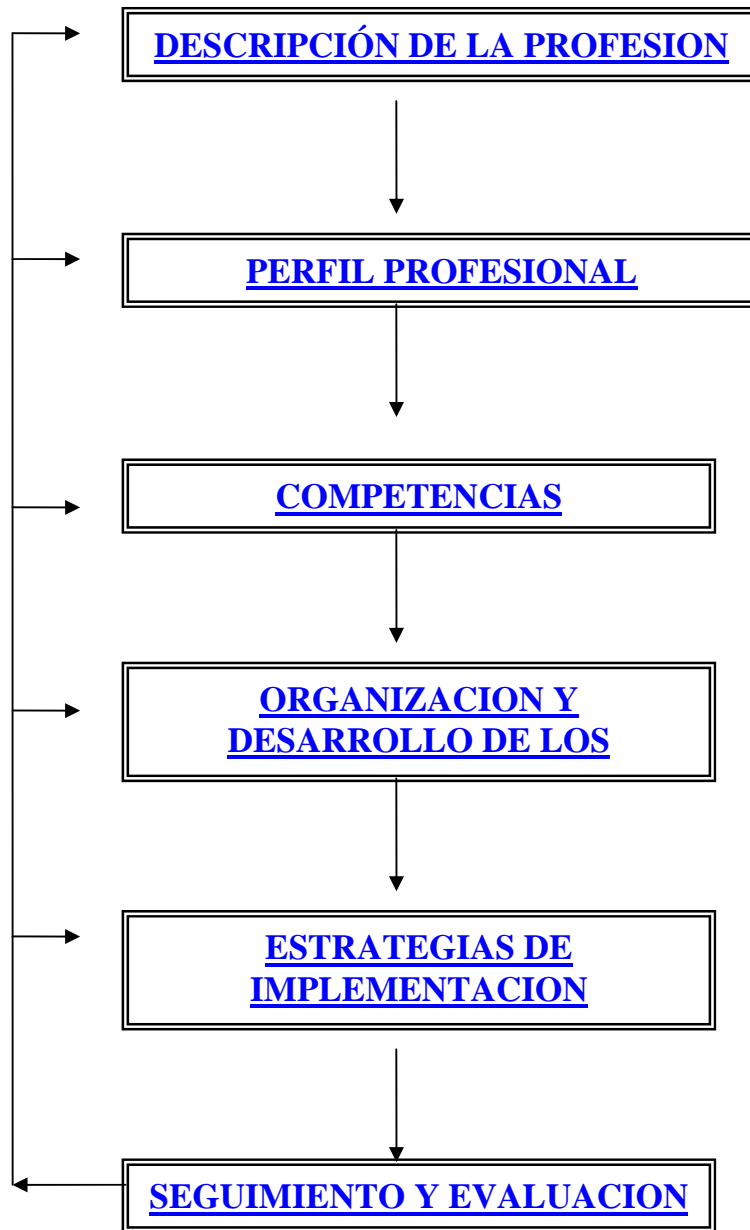 DESCRIPCIÓN DE LA PROFESION
PERFIL PROFESIONAL
COMPETENCIAS
ORGANIZACION Y
DESARROLLO DE LOS
ESTRATEGIAS DE
IMPLEMENTACION
SEGUIMIENTO Y EVALUACION